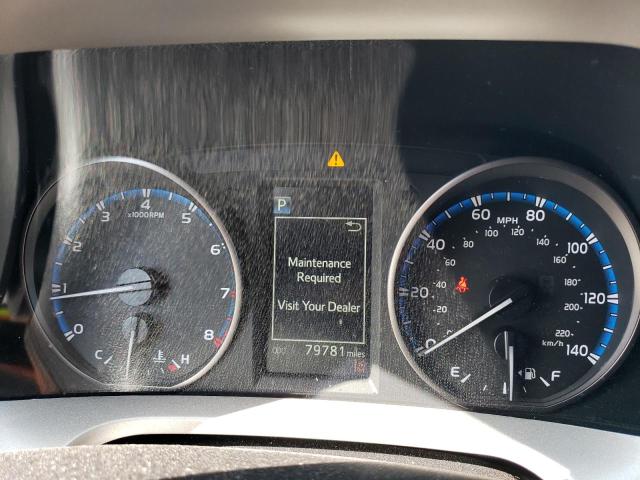 P
Maintenance
Required
Visit Your Dealer
ODO 79781 miles
x1000RPM
0 1 2 3 4 5 6 7 8
C H
MPH
0 20 40 60 80 100 120 140
0 20 40 60 80 100 120 140 160 180 200 220
km/h
E F